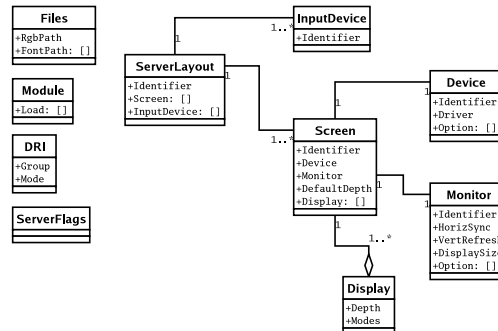 Files
+RgbPath
+FontPath: []
Module
+Load: []
DRI
+Group
+Mode
ServerFlags
ServerLayout
+Identifier
+Screen: []
+InputDevice: []
1
1..*
InputDevice
+Identifier
1
1..*
Screen
+Identifier
+Device
+Monitor
+DefaultDepth
+Display: []
1
1
Device
+Identifier
+Driver
+Option: []
1
1
Monitor
+Identifier
+HorizSync
+VertRefresh
+DisplaySize
+Option: []
1
1..*
Display
+Depth
+Modes